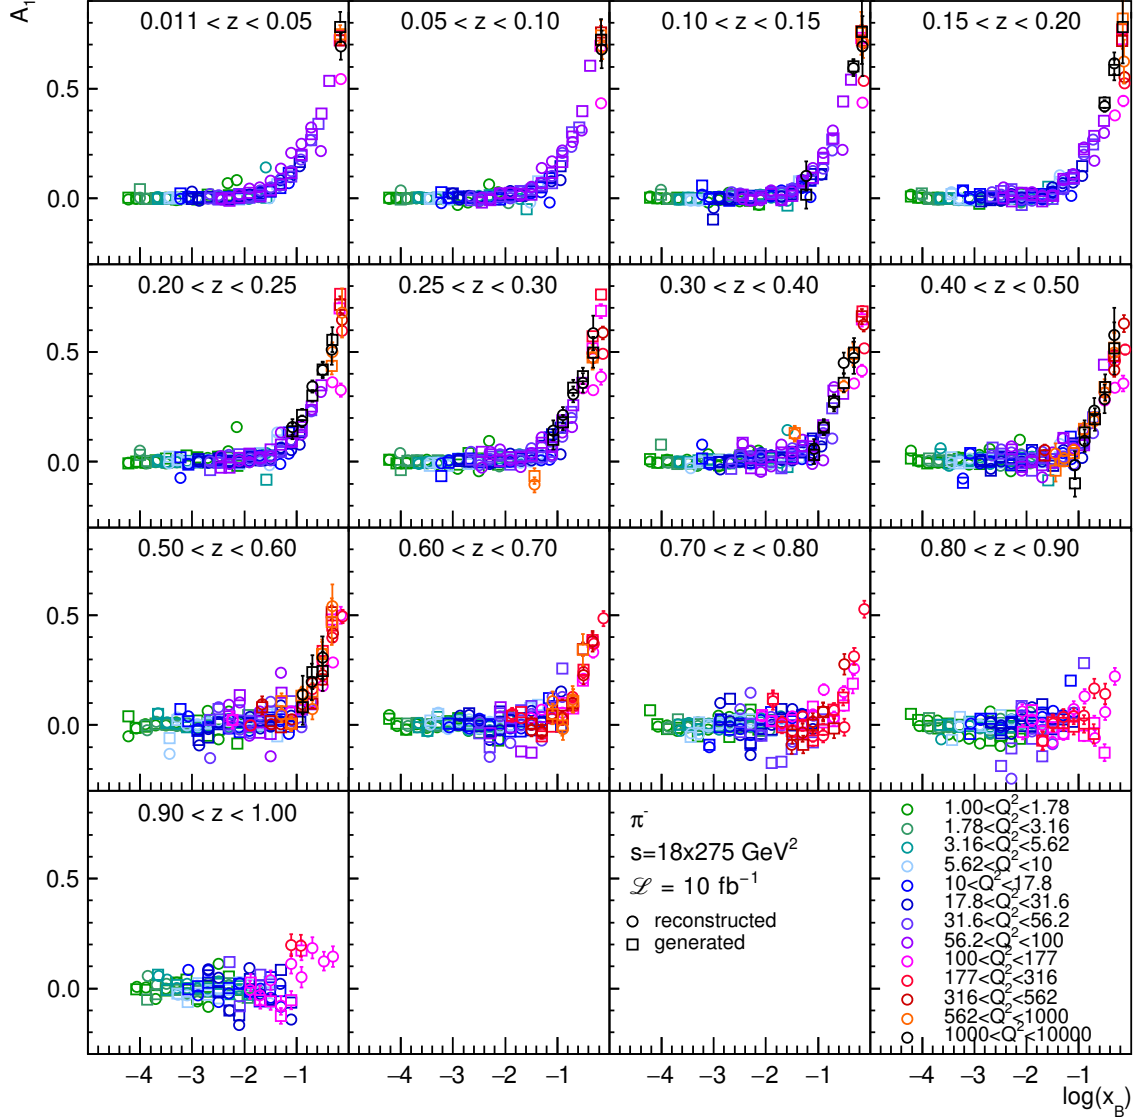 A₁
0.011 < z < 0.05
0.05 < z < 0.10
0.10 < z < 0.15
0.15 < z < 0.20
0.5
0.0
0.20 < z < 0.25
0.25 < z < 0.30
0.30 < z < 0.40
0.40 < z < 0.50
0.5
0.0
0.50 < z < 0.60
0.60 < z < 0.70
0.70 < z < 0.80
0.80 < z < 0.90
0.5
0.0
0.90 < z < 1.00
0.5
0.0
π⁻
s=18x275 GeV²
ℒ = 10 fb⁻¹
reconstructed
generated
1.00<Q²<1.78
1.78<Q²<3.16
3.16<Q²<5.62
5.62<Q²<10
10<Q²<17.8
17.8<Q²<31.6
31.6<Q²<56.2
56.2<Q²<100
100<Q²<177
177<Q²<316
316<Q²<562
562<Q²<1000
1000<Q²<10000
−4 −3 −2 −1
−4 −3 −2 −1
−4 −3 −2 −1
−4 −3 −2 −1
log(x_B)